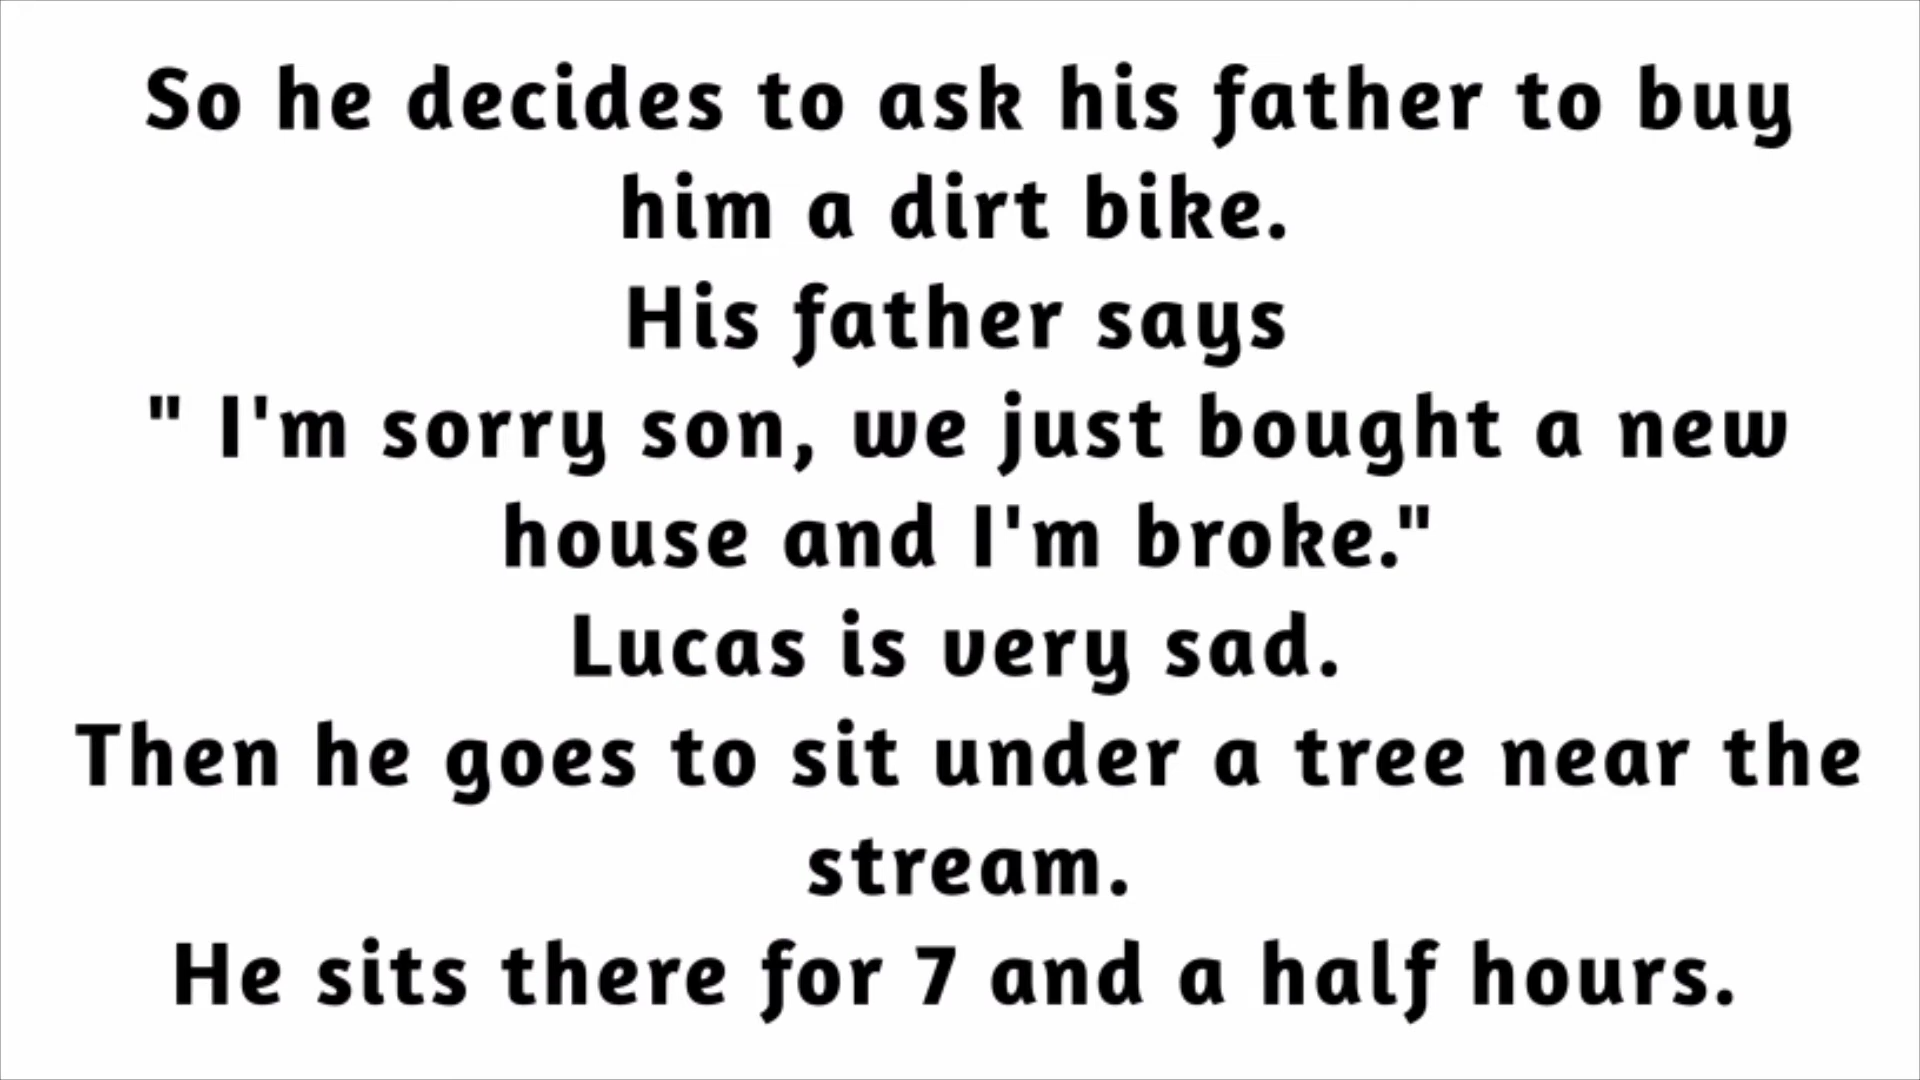 So he decides to ask his father to buy
him a dirt bike.
His father says
" I'm sorry son, we just bought a new
house and I'm broke."
Lucas is very sad.
Then he goes to sit under a tree near the
stream.
He sits there for 7 and a half hours.